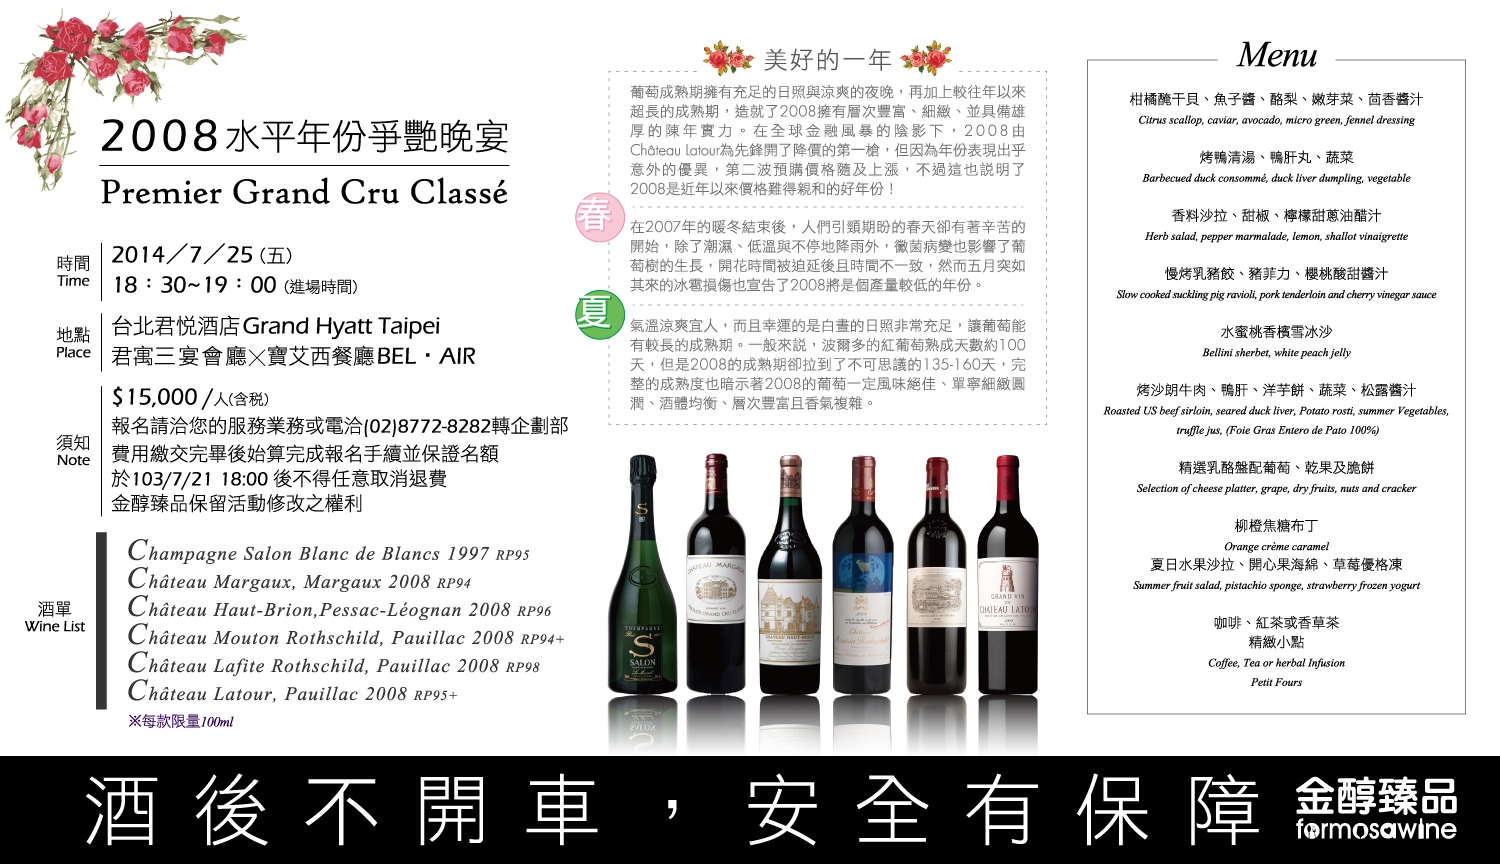 2008水平年份爭艷晚宴
Premier Grand Cru Classé
時間
Time
2014／7／25 (五)
18：30~19：00 (進場時間)
地點
Place
台北君悦酒店Grand Hyatt Taipei
君寓三宴會廳╳寶艾西餐廳BEL・AIR
須知
Note
$15,000 /人(含税)
報名請洽您的服務業務或電洽(02)8772-8282轉企劃部
費用繳交完畢後始算完成報名手續並保證名額
於103/7/21 18:00 後不得任意取消退費
金醇臻品保留活動修改之權利
酒單
Wine List
Champagne Salon Blanc de Blancs 1997 RP95
Château Margaux, Margaux 2008 RP94
Château Haut-Brion,Pessac-Léognan 2008 RP96
Château Mouton Rothschild, Pauillac 2008 RP94+
Château Lafite Rothschild, Pauillac 2008 RP98
Château Latour, Pauillac 2008 RP95+
※每款限量100ml
美好的一年
葡萄成熟期擁有充足的日照與涼爽的夜晚，再加上較往年以來
超長的成熟期，造就了2008擁有層次豐富、細緻、並具備雄
厚的陳年實力。在全球金融風暴的陰影下，2008由
Château Latour為先鋒開了降價的第一槍，但因為年份表現出乎
意外的優異，第二波預購價格隨及上漲，不過這也説明了
2008是近年以來價格難得親和的好年份！
春
在2007年的暖冬結束後，人們引頸期盼的春天卻有著辛苦的
開始，除了潮濕、低溫與不停地降雨外，黴菌病變也影響了葡
萄樹的生長，開花時間被迫延後且時間不一致，然而五月突如
其來的冰雹損傷也宣告了2008將是個產量較低的年份。
夏
氣溫涼爽宜人，而且幸運的是白晝的日照非常充足，讓葡萄能
有較長的成熟期。一般來説，波爾多的紅葡萄熟成天數約100
天，但是2008的成熟期卻拉到了不可思議的135-160天，完
整的成熟度也暗示著2008的葡萄一定風味絕佳、單寧細緻圓
潤、酒體均衡、層次豐富且香氣複雜。
S
CHAMPAGNE
S
SALON
CHATEAU MARGAUX
GRAND VIN
PREMIER GRAND CRU CLASSÉ
CHATEAU HAUT-BRION
GRAND VIN
DE
CHATEAU LATOUR
Menu
柑橘醃干貝、魚子醬、酪梨、嫩芽菜、茴香醬汁
Citrus scallop, caviar, avocado, micro green, fennel dressing
烤鴨清湯、鴨肝丸、蔬菜
Barbecued duck consommé, duck liver dumpling, vegetable
香料沙拉、甜椒、檸檬甜蔥油醋汁
Herb salad, pepper marmalade, lemon, shallot vinaigrette
慢烤乳豬餃、豬菲力、櫻桃酸甜醬汁
Slow cooked suckling pig ravioli, pork tenderloin and cherry vinegar sauce
水蜜桃香檳雪冰沙
Bellini sherbet, white peach jelly
烤沙朗牛肉、鴨肝、洋芋餅、蔬菜、松露醬汁
Roasted US beef sirloin, seared duck liver, Potato rosti, summer Vegetables,
truffle jus, (Foie Gras Entero de Pato 100%)
精選乳酪盤配葡萄、乾果及脆餅
Selection of cheese platter, grape, dry fruits, nuts and cracker
柳橙焦糖布丁
Orange crème caramel
夏日水果沙拉、開心果海綿、草莓優格凍
Summer fruit salad, pistachio sponge, strawberry frozen yogurt
咖啡、紅茶或香草茶
精緻小點
Coffee, Tea or herbal Infusion
Petit Fours
酒後不開車，安全有保障
金醇臻品
formosawine